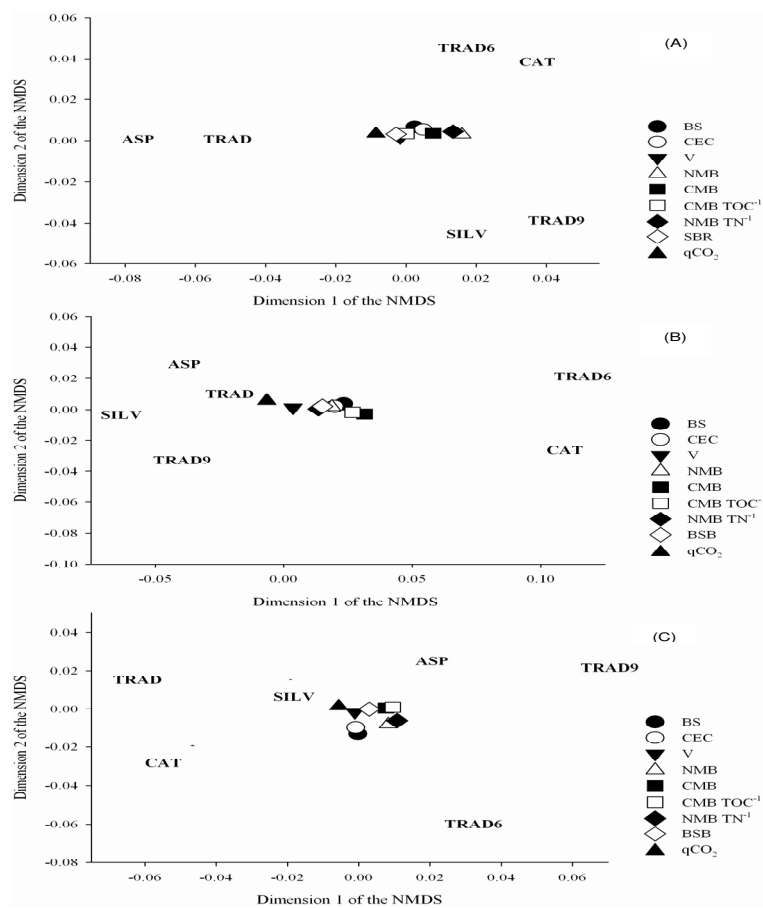 (A)
0.06
0.04
0.02
0.00
-0.02
-0.04
-0.06
Dimension 2 of the NMDS
TRAD6
CAT
ASP
TRAD
SILV
TRAD9
-0.08
-0.06
-0.04
-0.02
0.00
0.02
0.04
Dimension 1 of the NMDS
BS
CEC
V
NMB
CMB
CMB TOC⁻¹
NMB TN⁻¹
SBR
qCO₂
(B)
0.06
0.04
0.02
0.00
-0.02
-0.04
-0.06
-0.08
-0.10
Dimension 2 of the NMDS
ASP
TRAD
SILV
TRAD9
TRAD6
CAT
-0.05
0.00
0.05
0.10
Dimension 1 of the NMDS
BS
CEC
V
NMB
CMB
CMB TOC⁻
NMB TN⁻¹
BSB
qCO₂
(C)
0.04
0.02
0.00
-0.02
-0.04
-0.06
-0.08
Dimension 2 of the NMDS
TRAD
SILV
ASP
TRAD9
CAT
TRAD6
-0.06
-0.04
-0.02
0.00
0.02
0.04
0.06
Dimension 1 of the NMDS
BS
CEC
V
NMB
CMB
CMB TOC⁻¹
NMB TN⁻¹
BSB
qCO₂